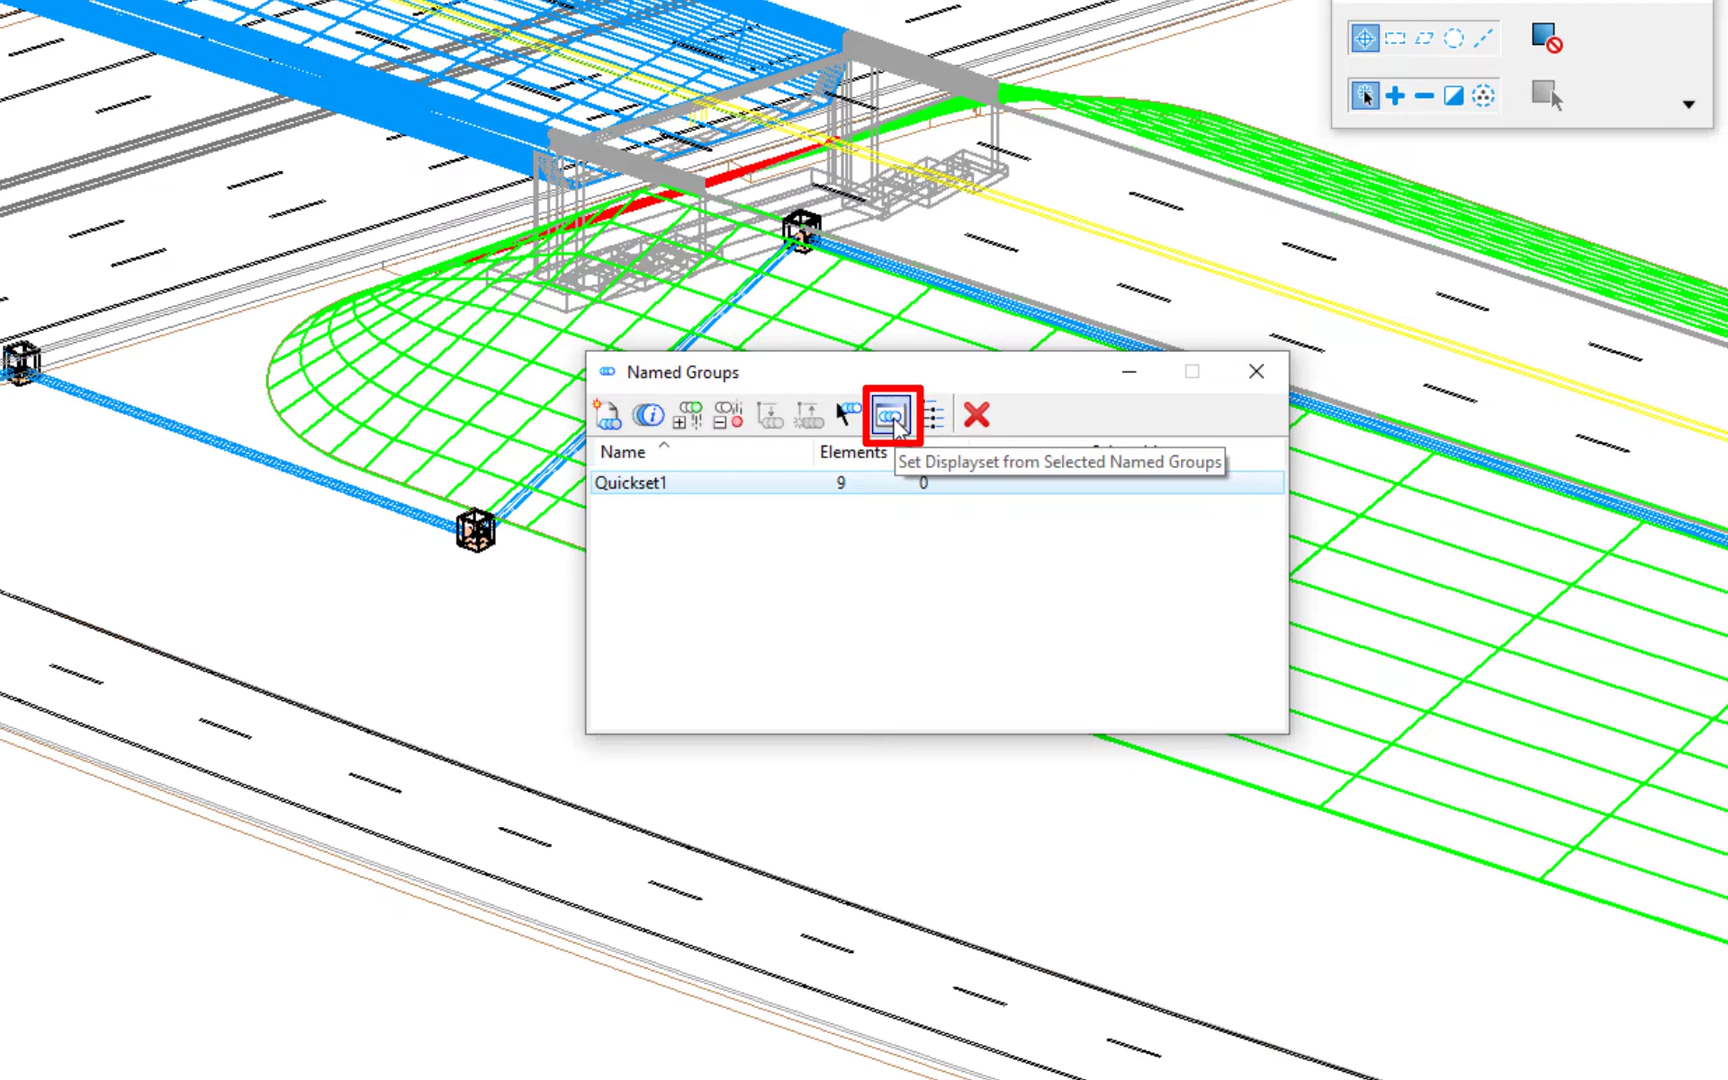 Named Groups
Name Elements
Set Displayset from Selected Named Groups
Quickset1 9 0